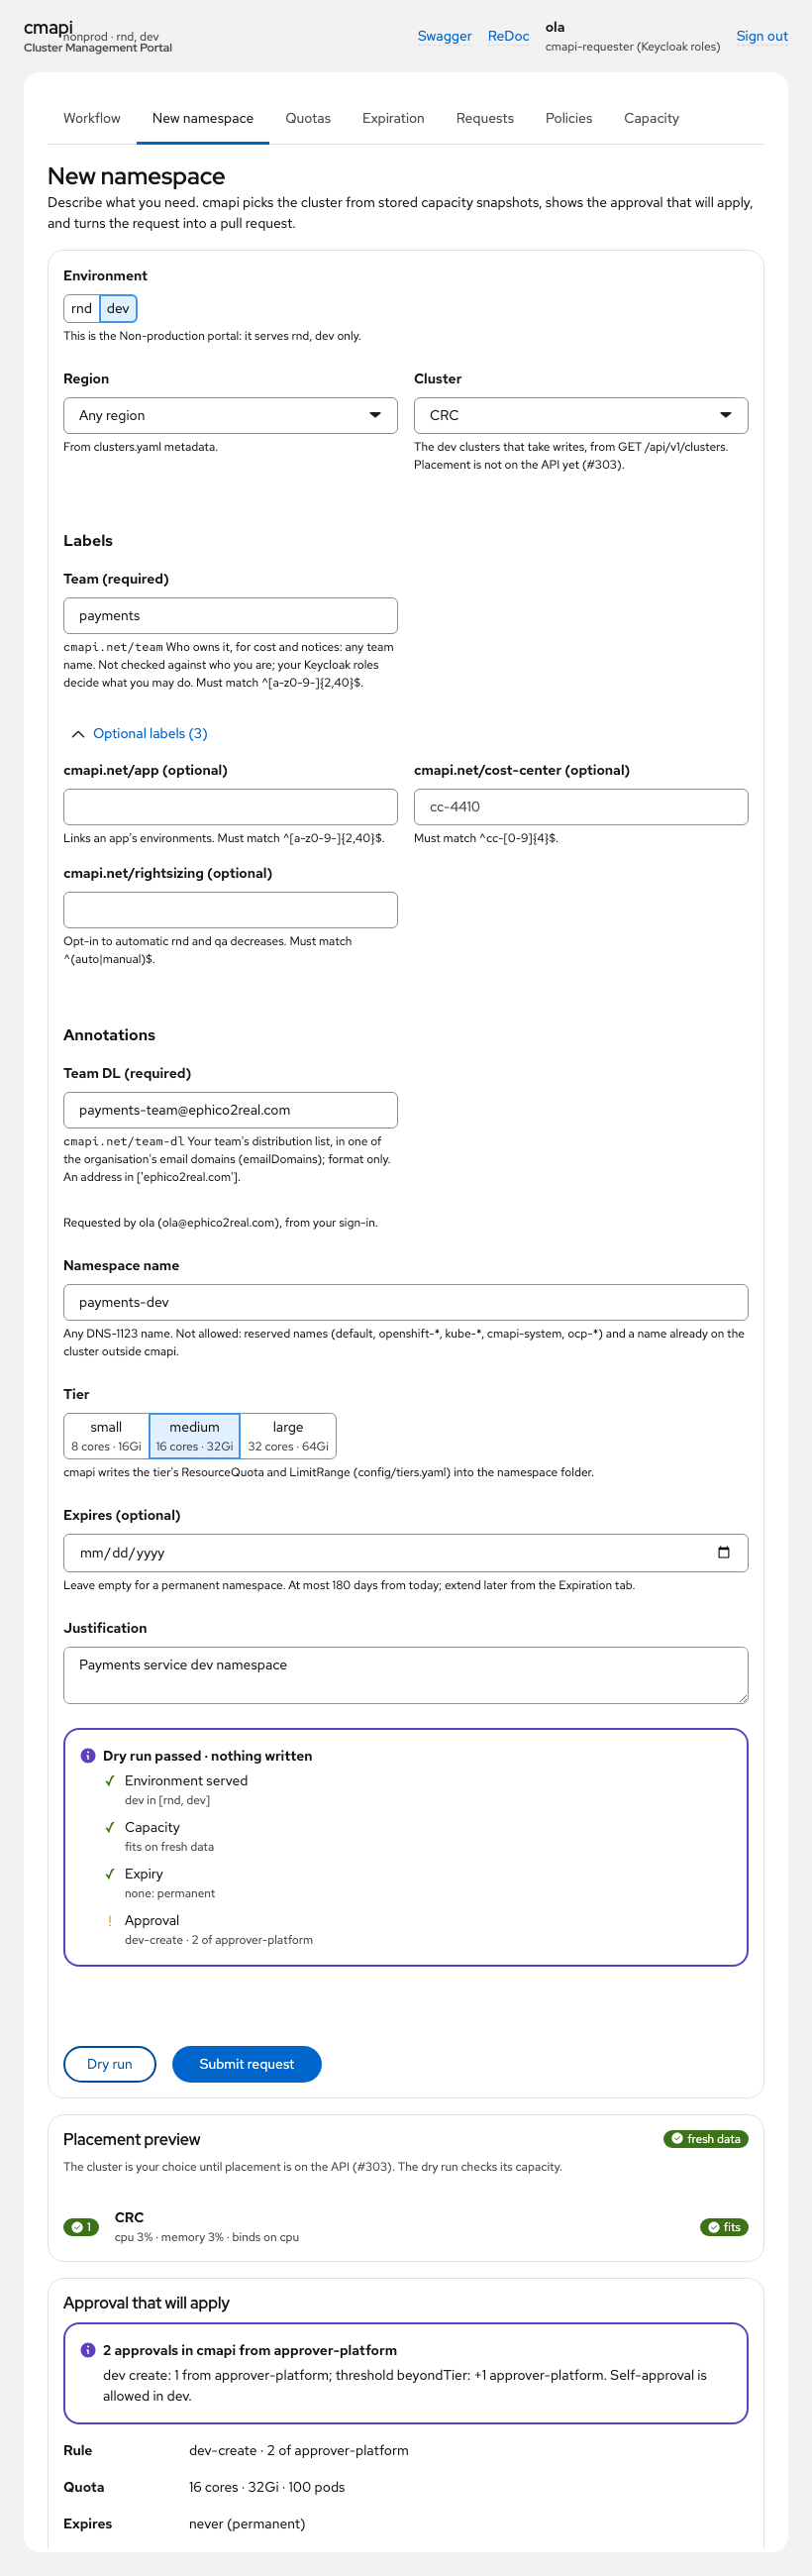 cmapi
nonprod · rnd, dev
Cluster Management Portal
Swagger
ReDoc
ola
cmapi-requester (Keycloak roles)
Sign out
Workflow
New namespace
Quotas
Expiration
Requests
Policies
Capacity
New namespace
Describe what you need. cmapi picks the cluster from stored capacity snapshots, shows the approval that will apply,
and turns the request into a pull request.
Environment
rnd
dev
This is the Non-production portal: it serves rnd, dev only.
Region
Any region
From clusters.yaml metadata.
Cluster
CRC
The dev clusters that take writes, from GET /api/v1/clusters.
Placement is not on the API yet (#303).
Labels
Team (required)
payments
cmapi.net/team Who owns it, for cost and notices: any team
name. Not checked against who you are; your Keycloak roles
decide what you may do. Must match ^[a-z0-9-]{2,40}$.
Optional labels (3)
cmapi.net/app (optional)
Links an app's environments. Must match ^[a-z0-9-]{2,40}$.
cmapi.net/cost-center (optional)
cc-4410
Must match ^cc-[0-9]{4}$.
cmapi.net/rightsizing (optional)
Opt-in to automatic rnd and qa decreases. Must match
^(auto|manual)$.
Annotations
Team DL (required)
payments-team@ephico2real.com
cmapi.net/team-dl Your team's distribution list, in one of
the organisation's email domains (emailDomains); format only.
An address in ['ephico2real.com'].
Requested by ola (ola@ephico2real.com), from your sign-in.
Namespace name
payments-dev
Any DNS-1123 name. Not allowed: reserved names (default, openshift-*, kube-*, cmapi-system, ocp-*) and a name already on the
cluster outside cmapi.
Tier
small
8 cores · 16Gi
medium
16 cores · 32Gi
large
32 cores · 64Gi
cmapi writes the tier's ResourceQuota and LimitRange (config/tiers.yaml) into the namespace folder.
Expires (optional)
mm/dd/yyyy
Leave empty for a permanent namespace. At most 180 days from today; extend later from the Expiration tab.
Justification
Payments service dev namespace
Dry run passed · nothing written
Environment served
dev in [rnd, dev]
Capacity
fits on fresh data
Expiry
none: permanent
! Approval
dev-create · 2 of approver-platform
Dry run
Submit request
Placement preview
fresh data
The cluster is your choice until placement is on the API (#303). The dry run checks its capacity.
1
CRC
cpu 3% · memory 3% · binds on cpu
fits
Approval that will apply
2 approvals in cmapi from approver-platform
dev create: 1 from approver-platform; threshold beyondTier: +1 approver-platform. Self-approval is
allowed in dev.
Rule
dev-create · 2 of approver-platform
Quota
16 cores · 32Gi · 100 pods
Expires
never (permanent)